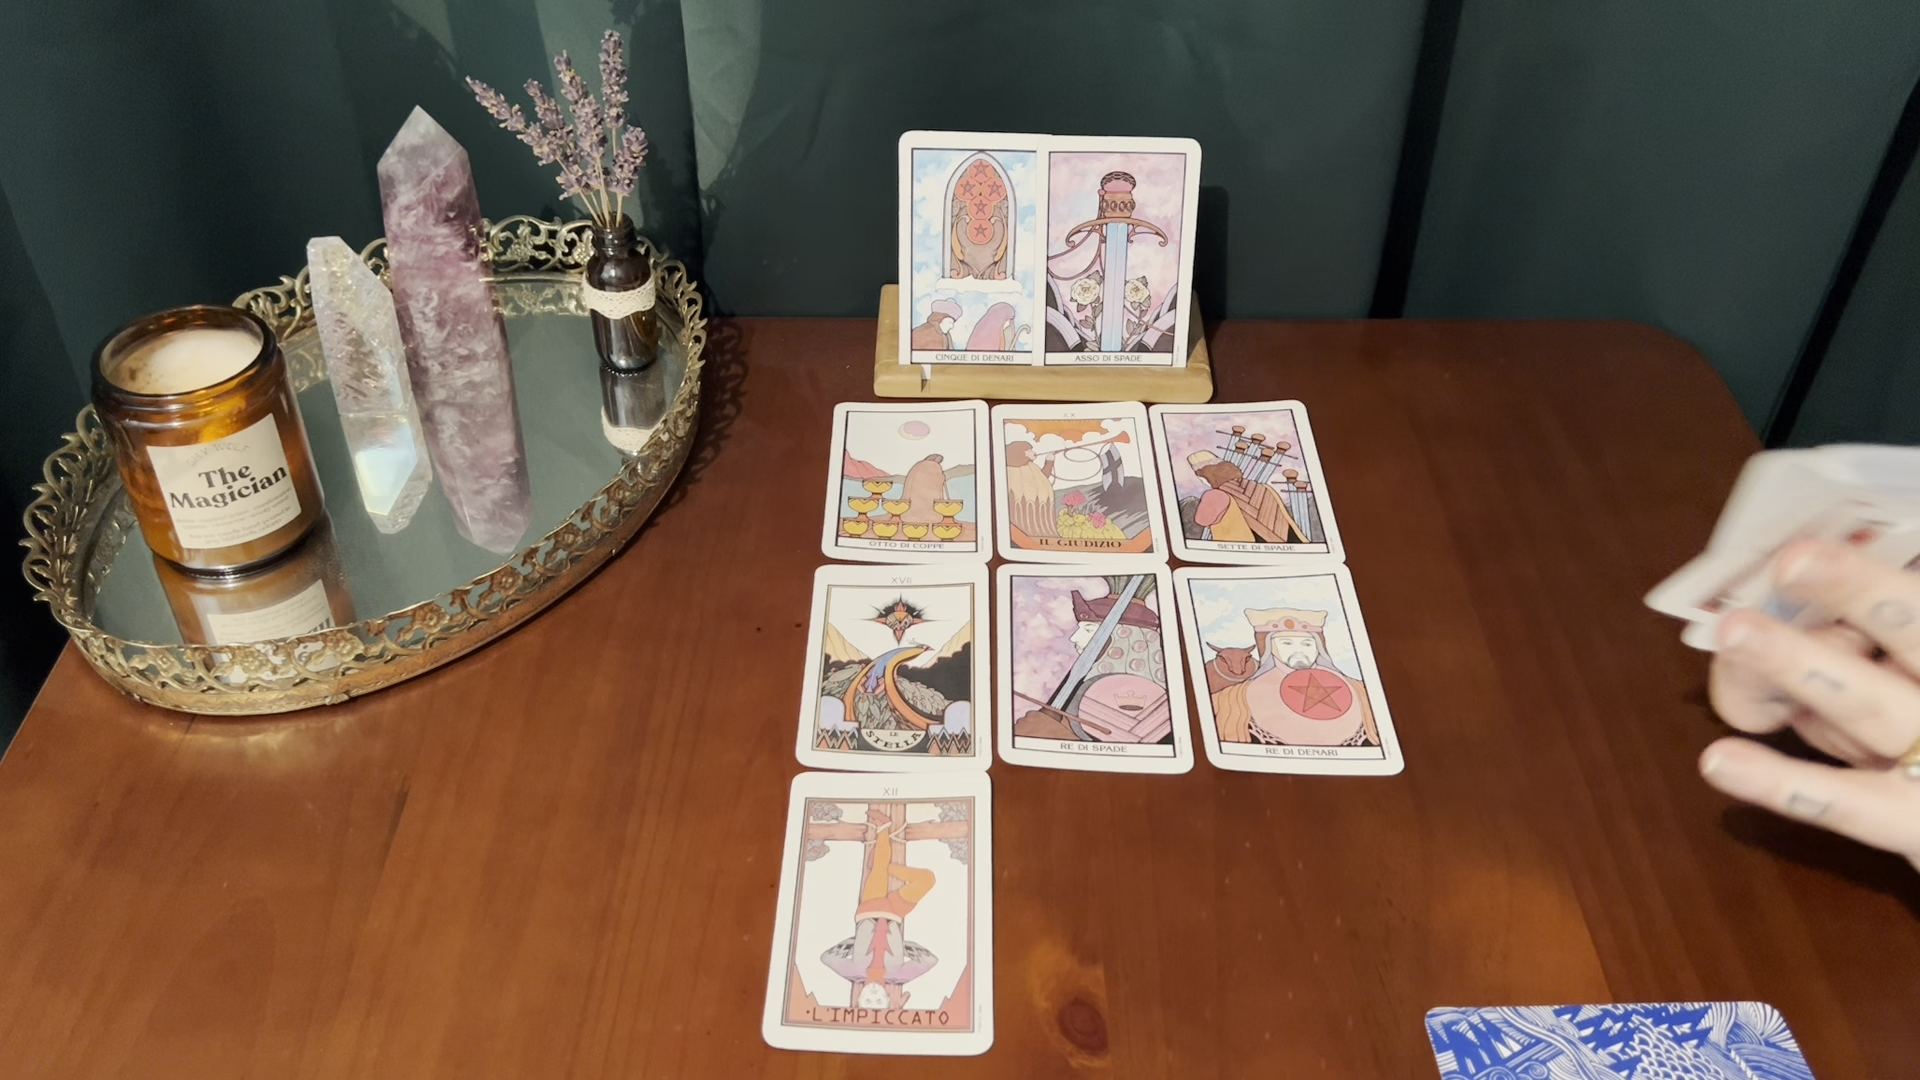 The
Magician
CINQUE DI DENARI
ASSO DI SPADE
OTTO DI COPPE
XX
IL GIUDIZIO
SETTE DI SPADE
XVII
LE
STELLA
RE DI SPADE
RE DI DENARI
XII
·L'IMPICCATO